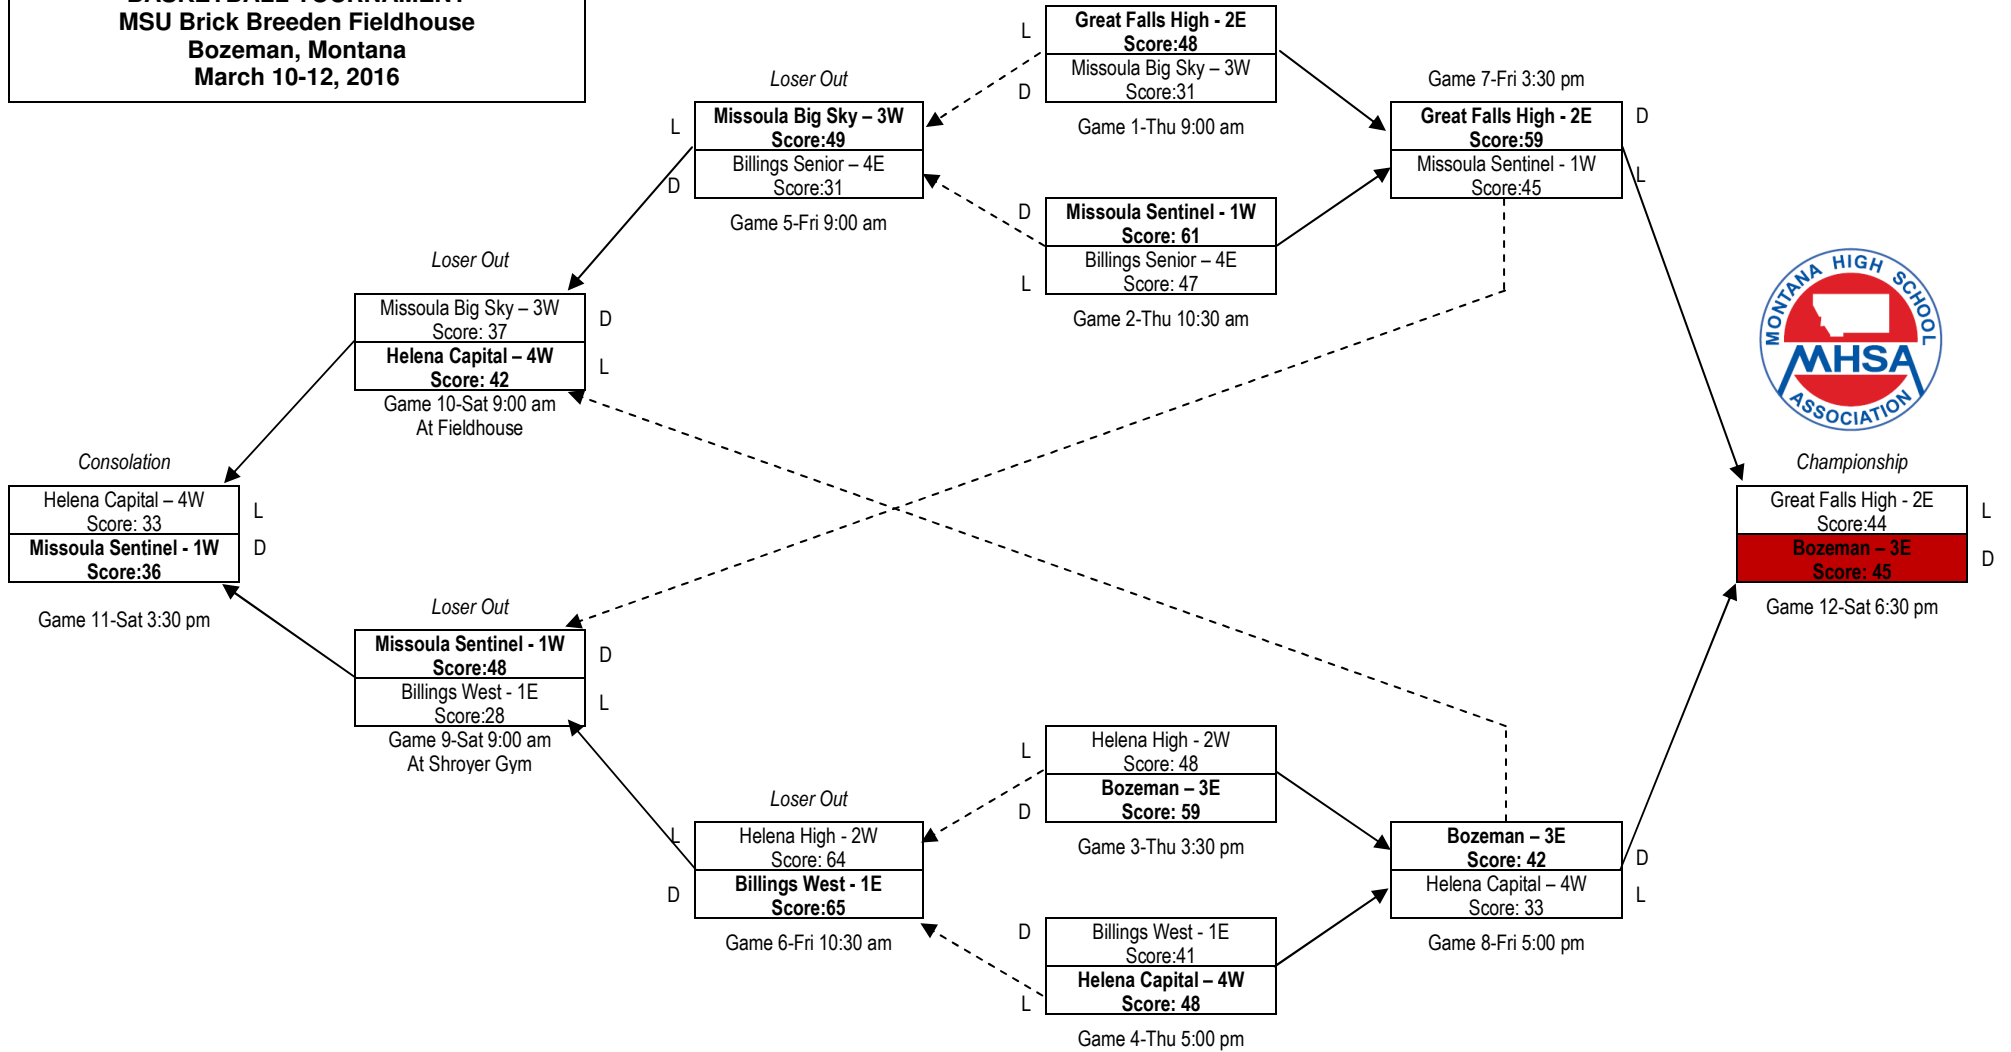 BASKETBALL TOURNAMENT
MSU Brick Breeden Fieldhouse
Bozeman, Montana
March 10-12, 2016
L
Great Falls High - 2E
Score:48
D
Missoula Big Sky – 3W
Score:31
Game 1-Thu 9:00 am
Loser Out
L
Missoula Big Sky – 3W
Score:49
D
Billings Senior – 4E
Score:31
Game 5-Fri 9:00 am
Game 7-Fri 3:30 pm
Great Falls High - 2E
D
Score:59
Missoula Sentinel - 1W
L
Score:45
D
Missoula Sentinel - 1W
Score: 61
L
Billings Senior – 4E
Score: 47
Game 2-Thu 10:30 am
Loser Out
Missoula Big Sky – 3W
D
Score: 37
Helena Capital – 4W
L
Score: 42
Game 10-Sat 9:00 am
At Fieldhouse
MONTANA HIGH SCHOOL
MHSA
ASSOCIATION
Consolation
Helena Capital – 4W
L
Score: 33
Missoula Sentinel - 1W
D
Score:36
Game 11-Sat 3:30 pm
Championship
Great Falls High - 2E
L
Score:44
Bozeman – 3E
D
Score: 45
Game 12-Sat 6:30 pm
Loser Out
Missoula Sentinel - 1W
D
Score:48
Billings West - 1E
L
Score:28
Game 9-Sat 9:00 am
At Shroyer Gym
L
Helena High - 2W
Score: 48
D
Bozeman – 3E
Score: 59
Game 3-Thu 3:30 pm
Loser Out
L
Helena High - 2W
Score: 64
D
Billings West - 1E
Score:65
Game 6-Fri 10:30 am
Bozeman – 3E
Score: 42
D
Helena Capital – 4W
L
Score: 33
Game 8-Fri 5:00 pm
D
Billings West - 1E
Score:41
L
Helena Capital – 4W
Score: 48
Game 4-Thu 5:00 pm